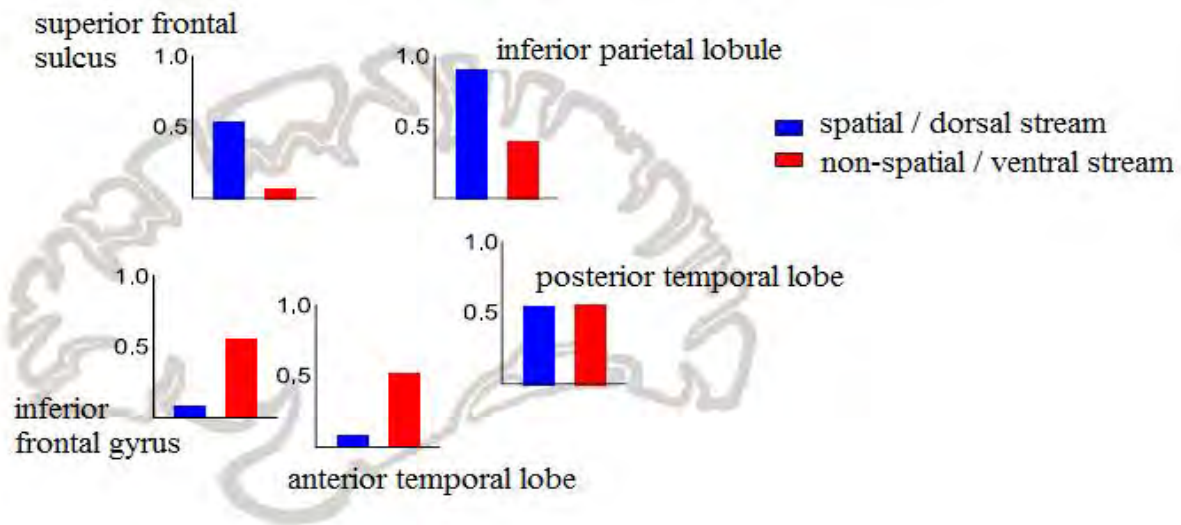 superior frontal
sulcus
1.0
0.5
inferior parietal lobule
1.0
0.5
spatial / dorsal stream
non-spatial / ventral stream
1.0
0.5
inferior
frontal gyrus
1.0
0.5
anterior temporal lobe
1.0
0.5
posterior temporal lobe